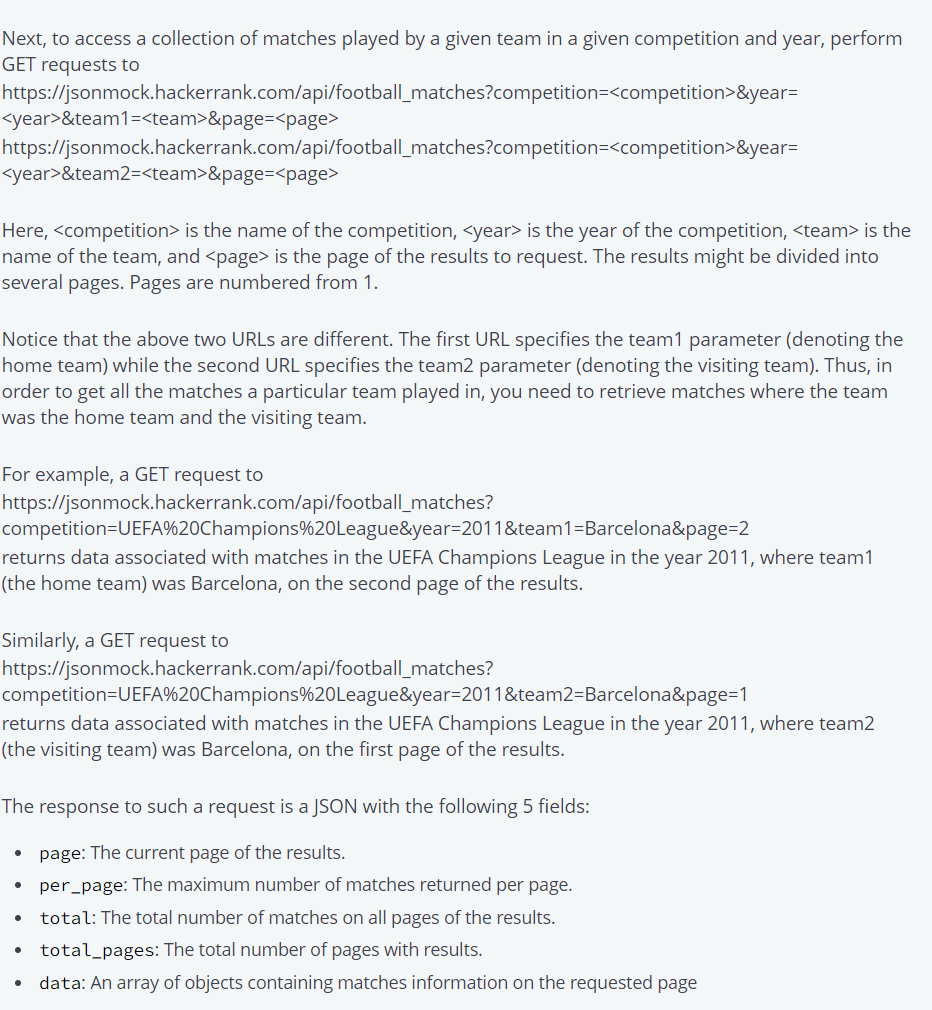 Next, to access a collection of matches played by a given team in a given competition and year, perform
GET requests to
https://jsonmock.hackerrank.com/api/football_matches?competition=<competition>&year=
<year>&team1=<team>&page=<page>
https://jsonmock.hackerrank.com/api/football_matches?competition=<competition>&year=
<year>&team2=<team>&page=<page>
Here, <competition> is the name of the competition, <year> is the year of the competition, <team> is the
name of the team, and <page> is the page of the results to request. The results might be divided into
several pages. Pages are numbered from 1.
Notice that the above two URLs are different. The first URL specifies the team1 parameter (denoting the
home team) while the second URL specifies the team2 parameter (denoting the visiting team). Thus, in
order to get all the matches a particular team played in, you need to retrieve matches where the team
was the home team and the visiting team.
For example, a GET request to
https://jsonmock.hackerrank.com/api/football_matches?
competition=UEFA%20Champions%20League&year=2011&team1=Barcelona&page=2
returns data associated with matches in the UEFA Champions League in the year 2011, where team1
(the home team) was Barcelona, on the second page of the results.
Similarly, a GET request to
https://jsonmock.hackerrank.com/api/football_matches?
competition=UEFA%20Champions%20League&year=2011&team2=Barcelona&page=1
returns data associated with matches in the UEFA Champions League in the year 2011, where team2
(the visiting team) was Barcelona, on the first page of the results.
The response to such a request is a JSON with the following 5 fields:
• page: The current page of the results.
• per_page: The maximum number of matches returned per page.
• total: The total number of matches on all pages of the results.
• total_pages: The total number of pages with results.
• data: An array of objects containing matches information on the requested page